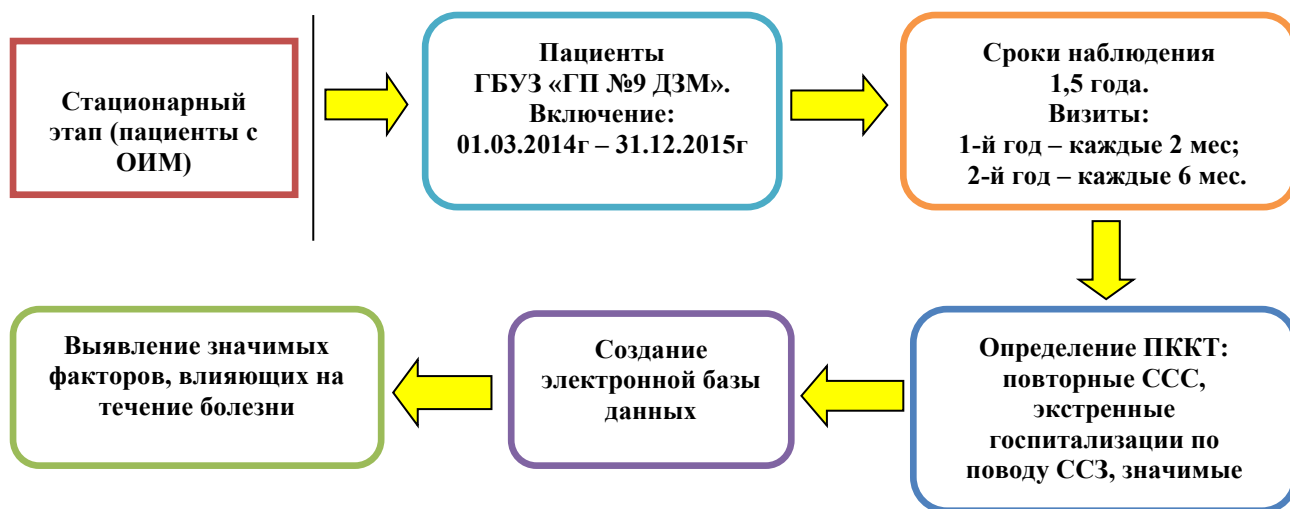 Стационарный
этап (пациенты с
ОИМ)
Пациенты
ГБУЗ «ГП №9 ДЗМ».
Включение:
01.03.2014г – 31.12.2015г
Сроки наблюдения
1,5 года.
Визиты:
1-й год – каждые 2 мес;
2-й год – каждые 6 мес.
Определение ПККТ:
повторные ССС,
экстренные
госпитализации по
поводу ССЗ, значимые
Создание
электронной базы
данных
Выявление значимых
факторов, влияющих на
течение болезни